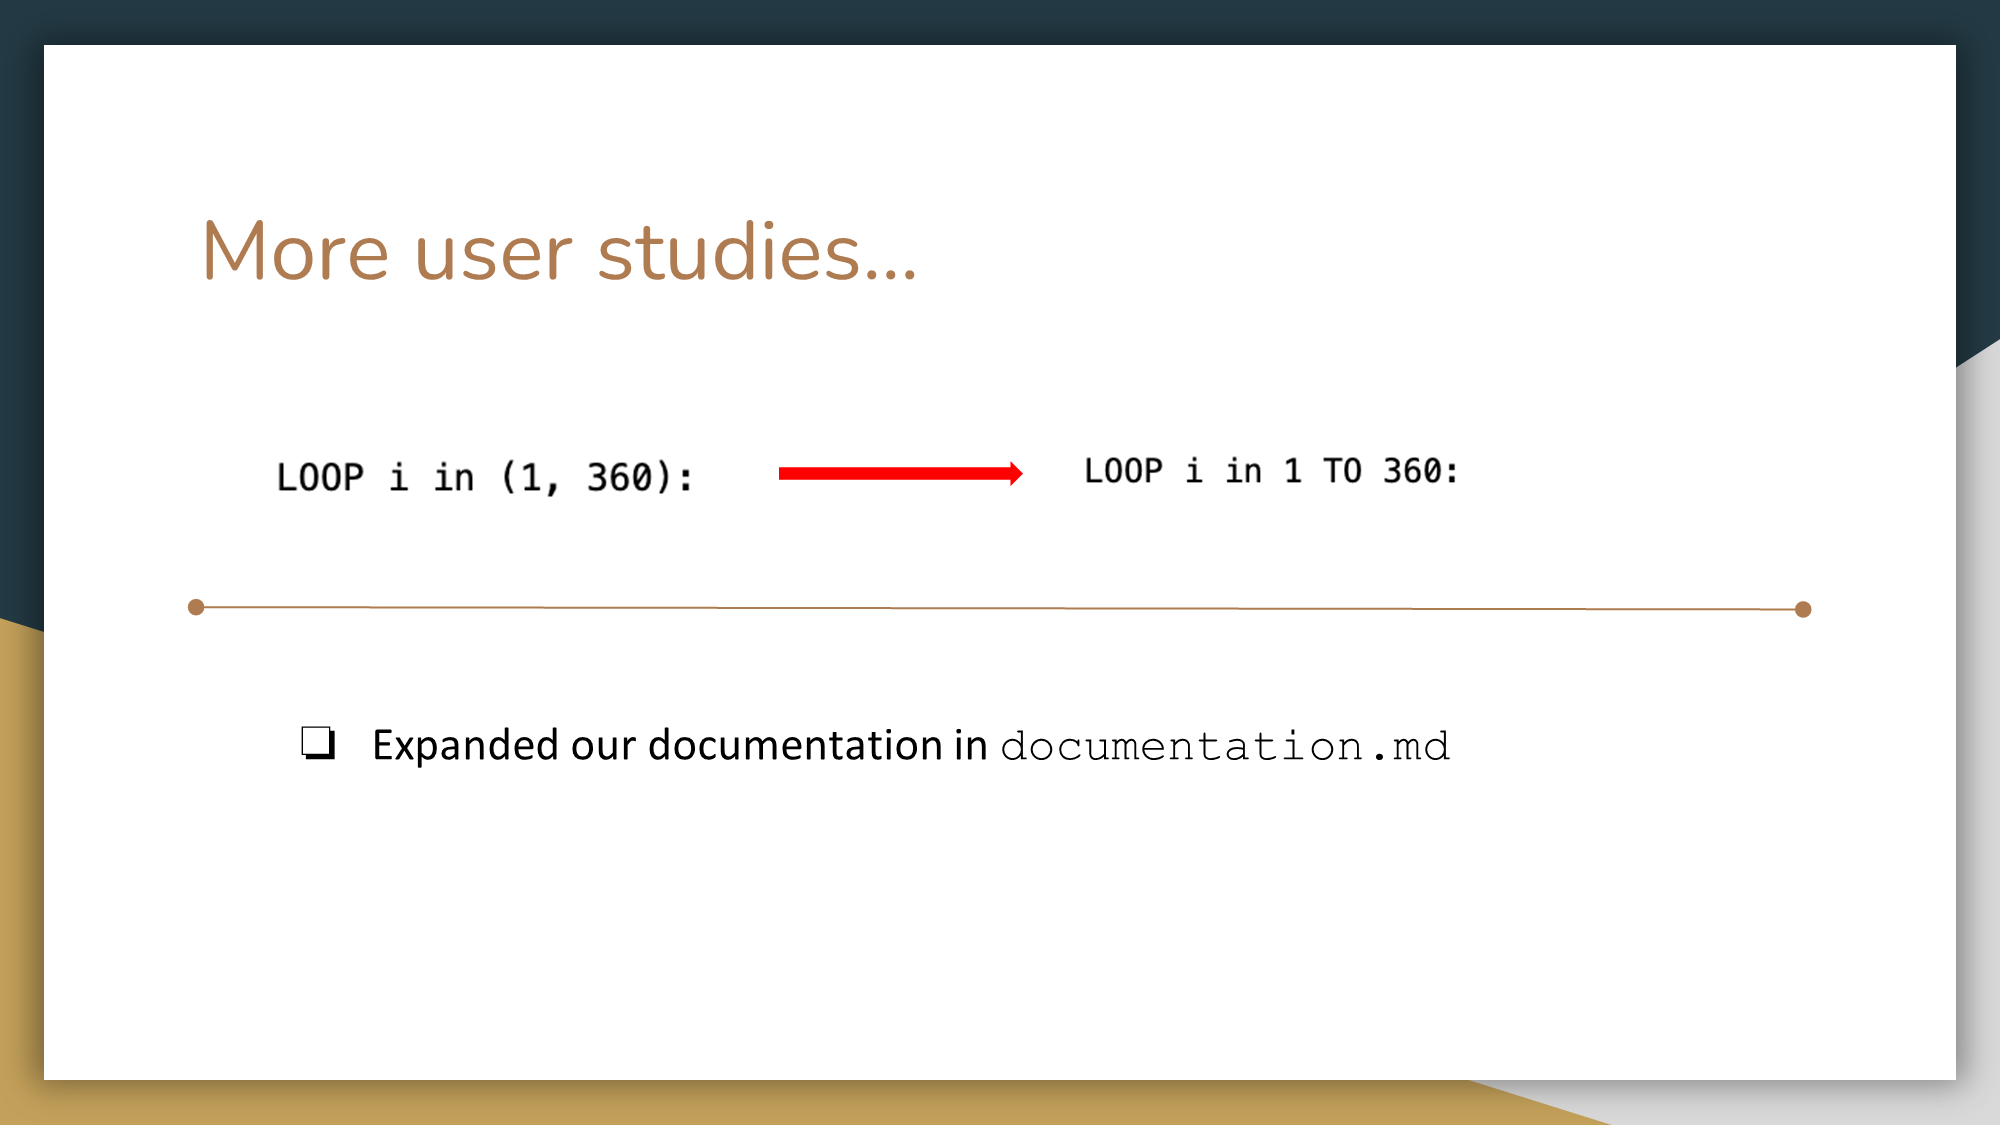 More user studies...
LOOP i in (1, 360):
LOOP i in 1 TO 360:
❏ Expanded our documentation in documentation.md